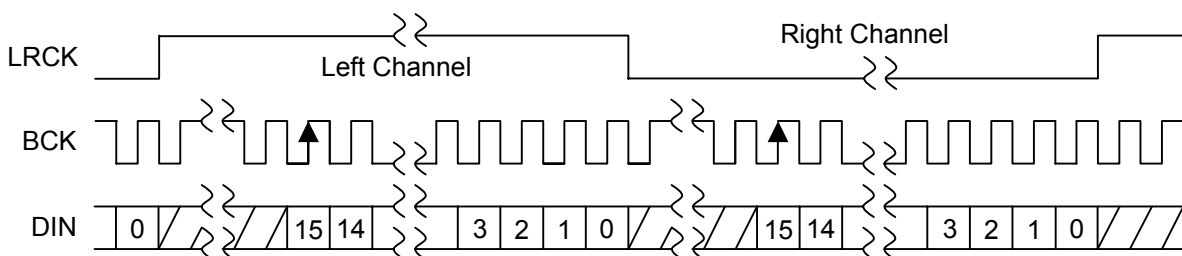 Right Channel
LRCK
Left Channel
BCK
DIN 0 15 14 3 2 1 0 15 14 3 2 1 0